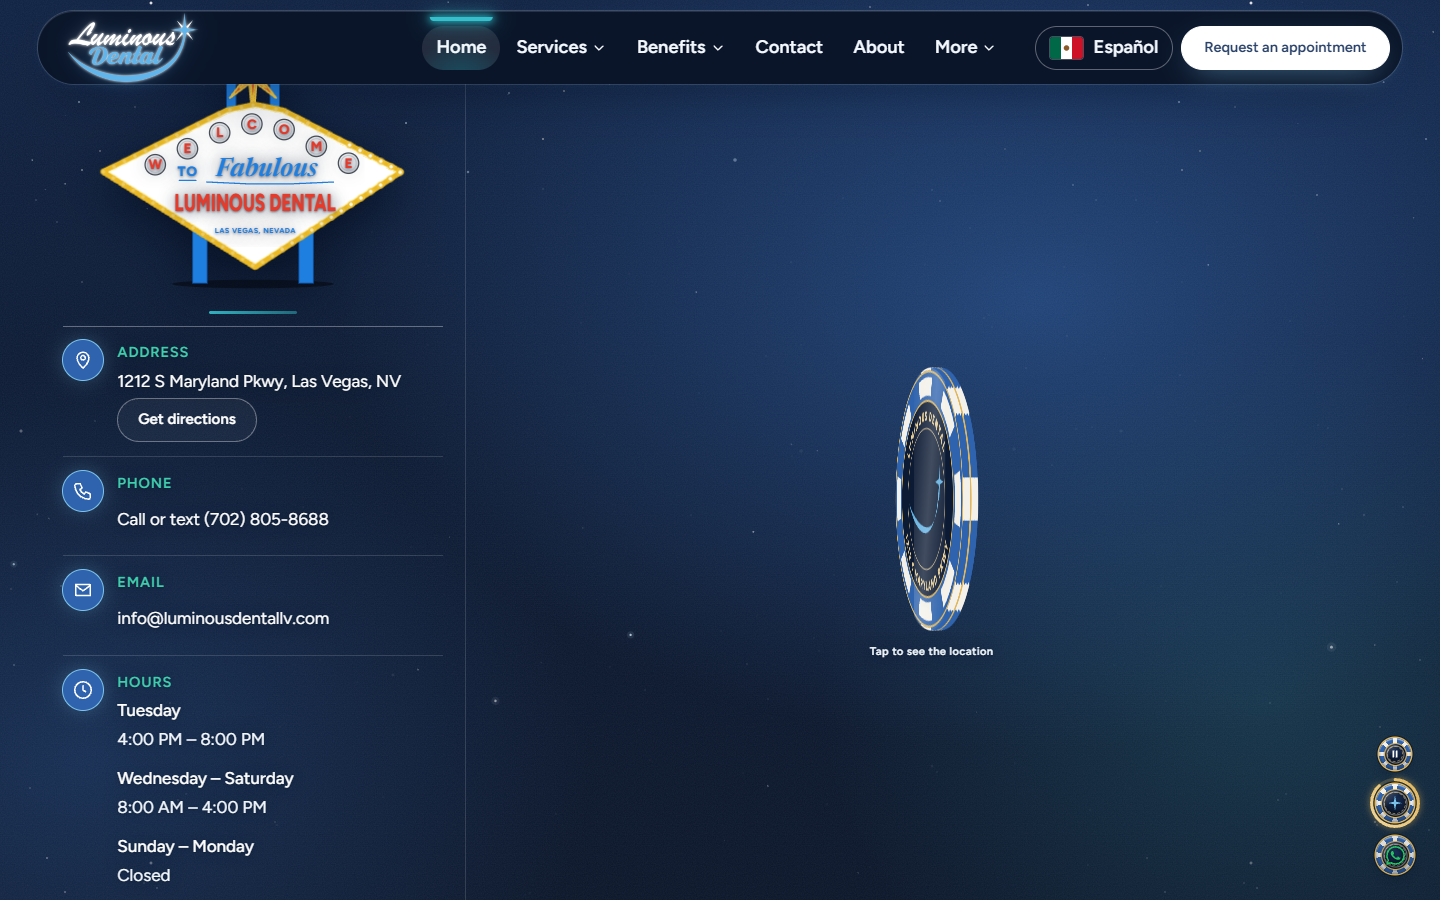 Luminous
Dental
Home
Services
Benefits
Contact
About
More
Español
Request an appointment
WELCOME
TO Fabulous
LUMINOUS DENTAL
LAS VEGAS, NEVADA
ADDRESS
1212 S Maryland Pkwy, Las Vegas, NV
Get directions
PHONE
Call or text (702) 805-8688
EMAIL
info@luminousdentallv.com
HOURS
Tuesday
4:00 PM – 8:00 PM
Wednesday – Saturday
8:00 AM – 4:00 PM
Sunday – Monday
Closed
Tap to see the location